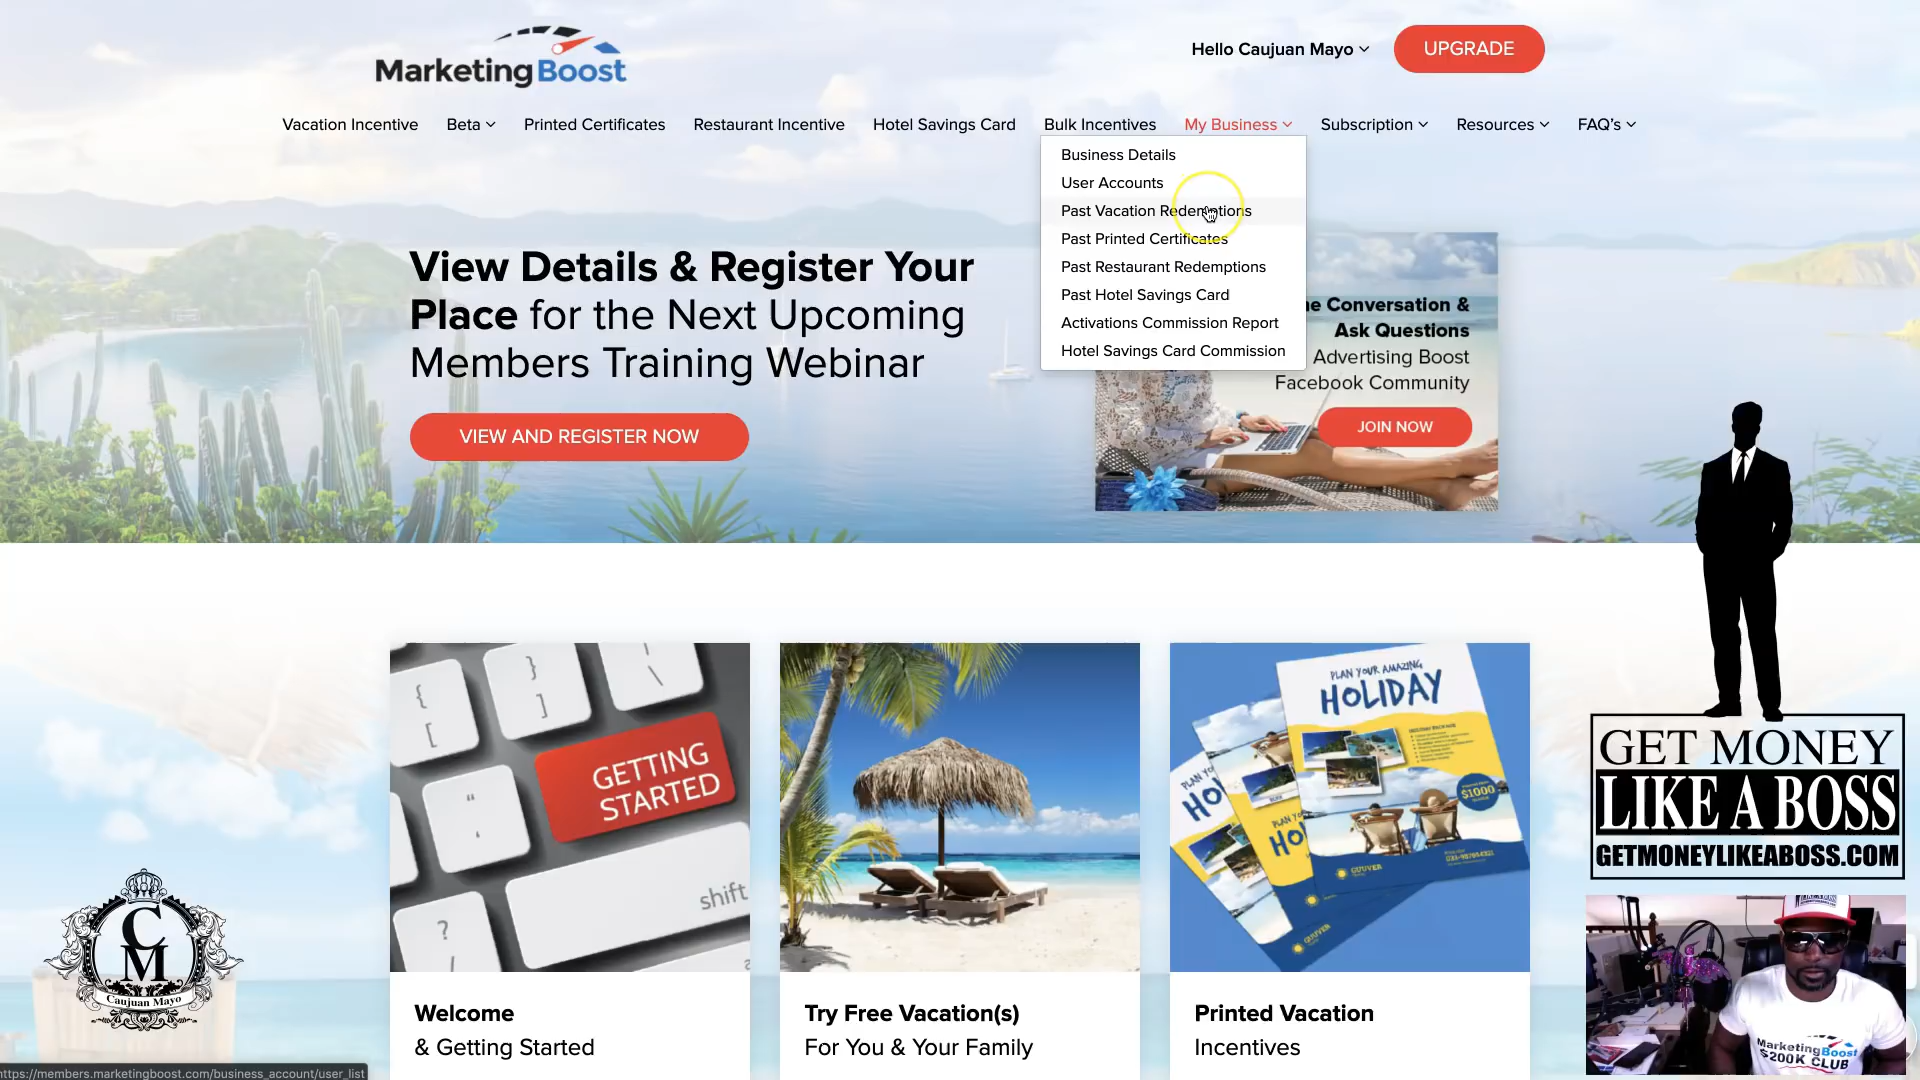 MarketingBoost
Hello Caujuan Mayo
UPGRADE
Vacation Incentive
Beta
Printed Certificates
Restaurant Incentive
Hotel Savings Card
Bulk Incentives
My Business
Subscription
Resources
FAQ's
Business Details
User Accounts
Past Vacation Redemptions
Past Printed Certificates
Past Restaurant Redemptions
Past Hotel Savings Card
Activations Commission Report
Hotel Savings Card Commission
View Details & Register Your
Place for the Next Upcoming
Members Training Webinar
VIEW AND REGISTER NOW
he Conversation &
Ask Questions
Advertising Boost
Facebook Community
JOIN NOW
GETTING
STARTED
shift
PLAN YOUR AMAZING
HOLIDAY
$1000
GUUVER
GET MONEY
LIKE A BOSS
GETMONEYLIKEABOSS.COM
C
M
Caujuan Mayo
Welcome
& Getting Started
Try Free Vacation(s)
For You & Your Family
Printed Vacation
Incentives
MarketingBoost
$200K CLUB
https://members.marketingboost.com/business_account/user_list